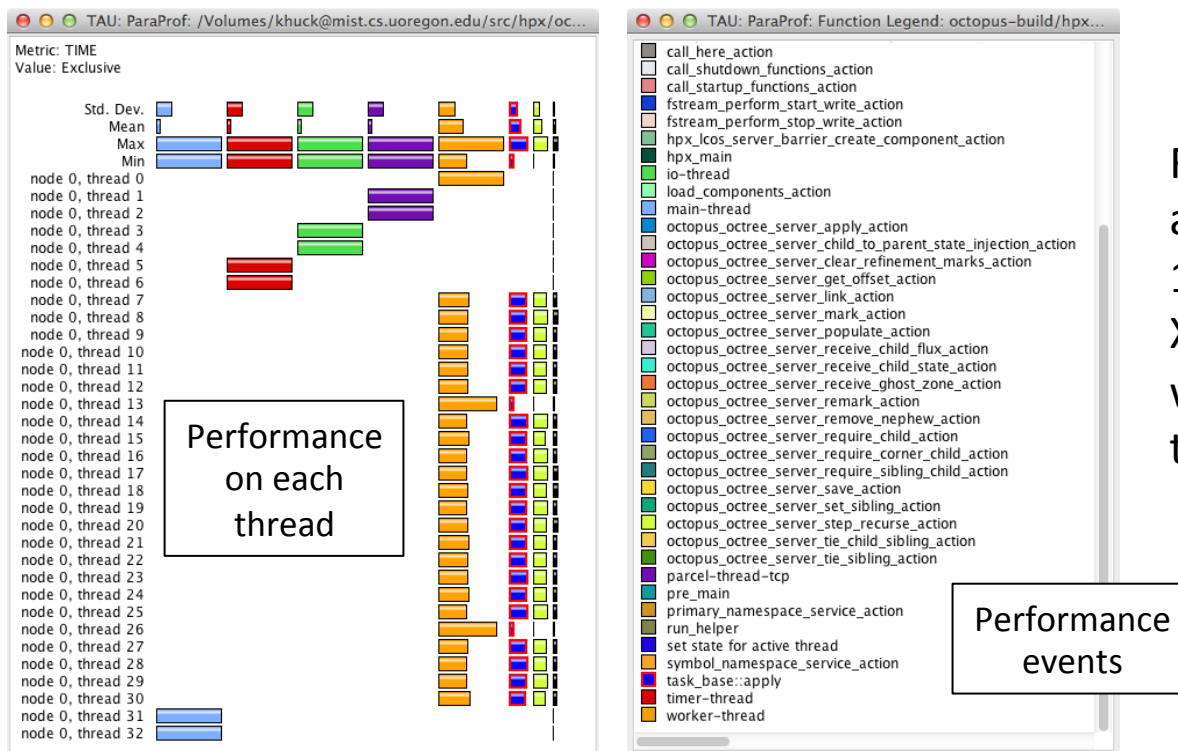 TAU: ParaProf: /Volumes/khuck@mist.cs.uoregon.edu/src/hpx/oc...
Metric: TIME
Value: Exclusive
Std. Dev.
Mean
Max
Min
node 0, thread 0
node 0, thread 1
node 0, thread 2
node 0, thread 3
node 0, thread 4
node 0, thread 5
node 0, thread 6
node 0, thread 7
node 0, thread 8
node 0, thread 9
node 0, thread 10
node 0, thread 11
node 0, thread 12
node 0, thread 13
node 0, thread 14
node 0, thread 15
node 0, thread 16
node 0, thread 17
node 0, thread 18
node 0, thread 19
node 0, thread 20
node 0, thread 21
node 0, thread 22
node 0, thread 23
node 0, thread 24
node 0, thread 25
node 0, thread 26
node 0, thread 27
node 0, thread 28
node 0, thread 29
node 0, thread 30
node 0, thread 31
node 0, thread 32
Performance
on each
thread
TAU: ParaProf: Function Legend: octopus-build/hpx...
call_here_action
call_shutdown_functions_action
call_startup_functions_action
fstream_perform_start_write_action
fstream_perform_stop_write_action
hpx_lcos_server_barrier_create_component_action
hpx_main
io-thread
load_components_action
main-thread
octopus_octree_server_apply_action
octopus_octree_server_child_to_parent_state_injection_action
octopus_octree_server_clear_refinement_marks_action
octopus_octree_server_get_offset_action
octopus_octree_server_link_action
octopus_octree_server_mark_action
octopus_octree_server_populate_action
octopus_octree_server_receive_child_flux_action
octopus_octree_server_receive_child_state_action
octopus_octree_server_receive_ghost_zone_action
octopus_octree_server_remark_action
octopus_octree_server_remove_nephew_action
octopus_octree_server_require_child_action
octopus_octree_server_require_corner_child_action
octopus_octree_server_require_sibling_child_action
octopus_octree_server_save_action
octopus_octree_server_set_sibling_action
octopus_octree_server_step_recurse_action
octopus_octree_server_tie_child_sibling_action
octopus_octree_server_tie_sibling_action
parcel-thread-tcp
pre_main
primary_namespace_service_action
run_helper
set state for active thread
symbol_namespace_service_action
task_base::apply
timer-thread
worker-thread
Performance
events